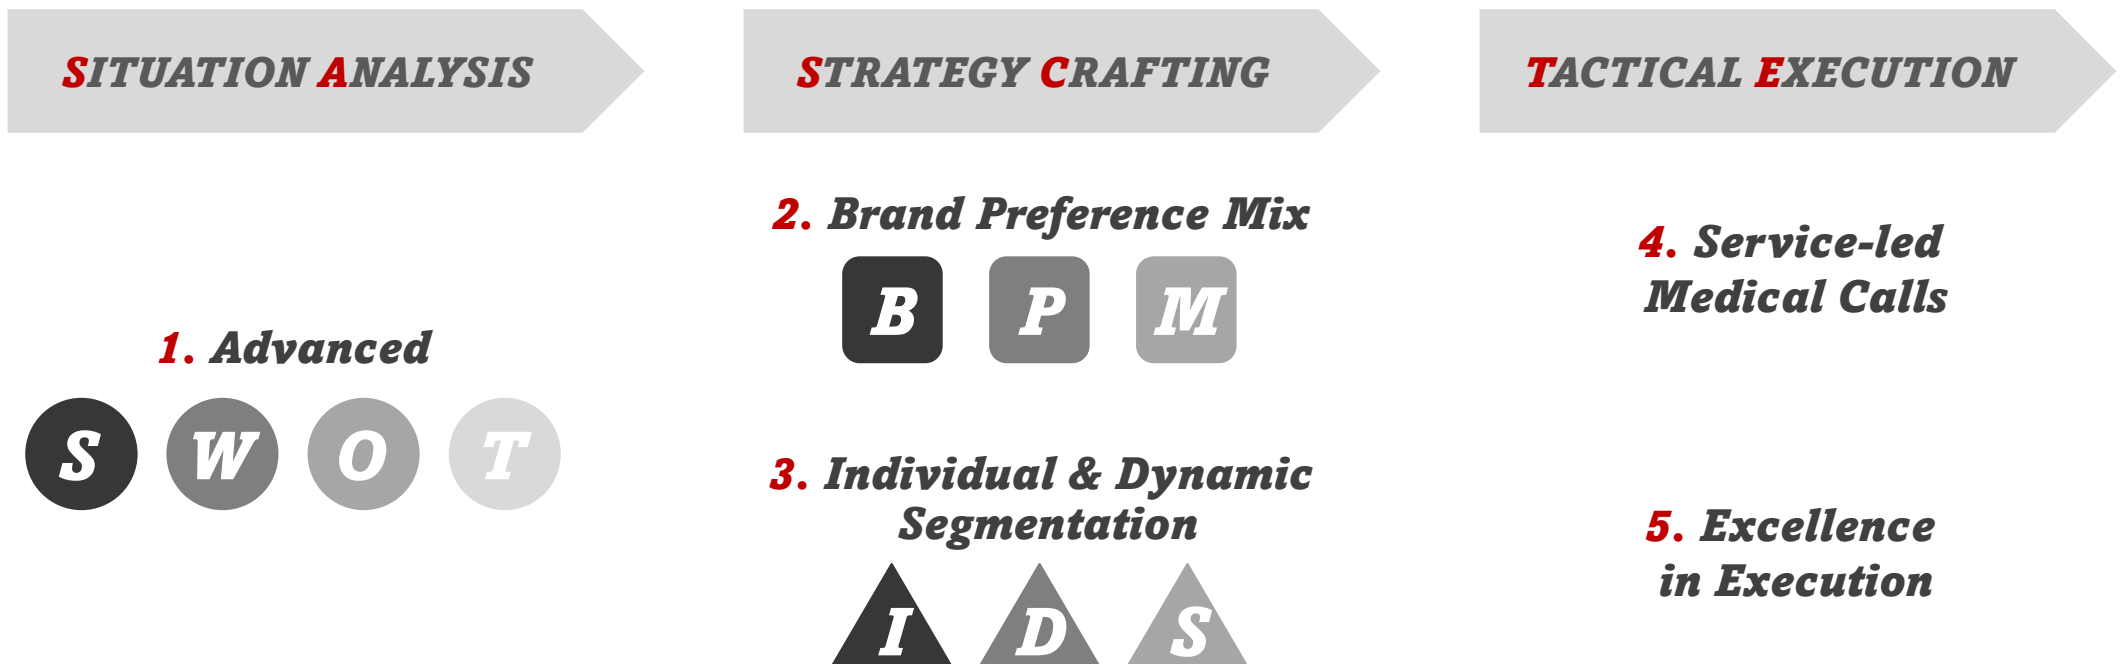 SITUATION ANALYSIS
1. Advanced
S W O T
STRATEGY CRAFTING
2. Brand Preference Mix
B P M
3. Individual & Dynamic
Segmentation
I D S
TACTICAL EXECUTION
4. Service-led
Medical Calls
5. Excellence
in Execution